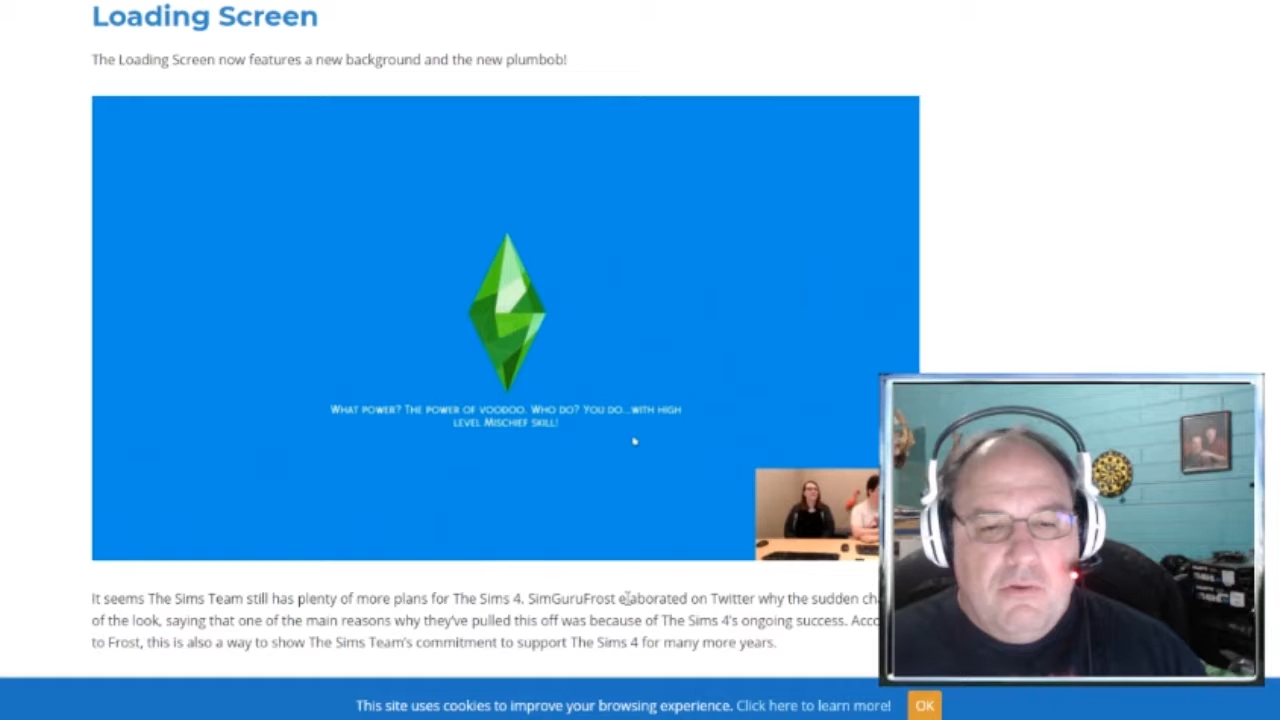 Loading Screen
The Loading Screen now features a new background and the new plumbob!
What power? The power of voodoo. Who do? You do...with high
level Mischief skill!
It seems The Sims Team still has plenty of more plans for The Sims 4. SimGuruFrost elaborated on Twitter why the sudden
of the look, saying that one of the main reasons why they've pulled this off was because of The Sims 4's ongoing success.
to Frost, this is also a way to show The Sims Team's commitment to support The Sims 4 for many more years.
This site uses cookies to improve your browsing experience. Click here to learn more! OK